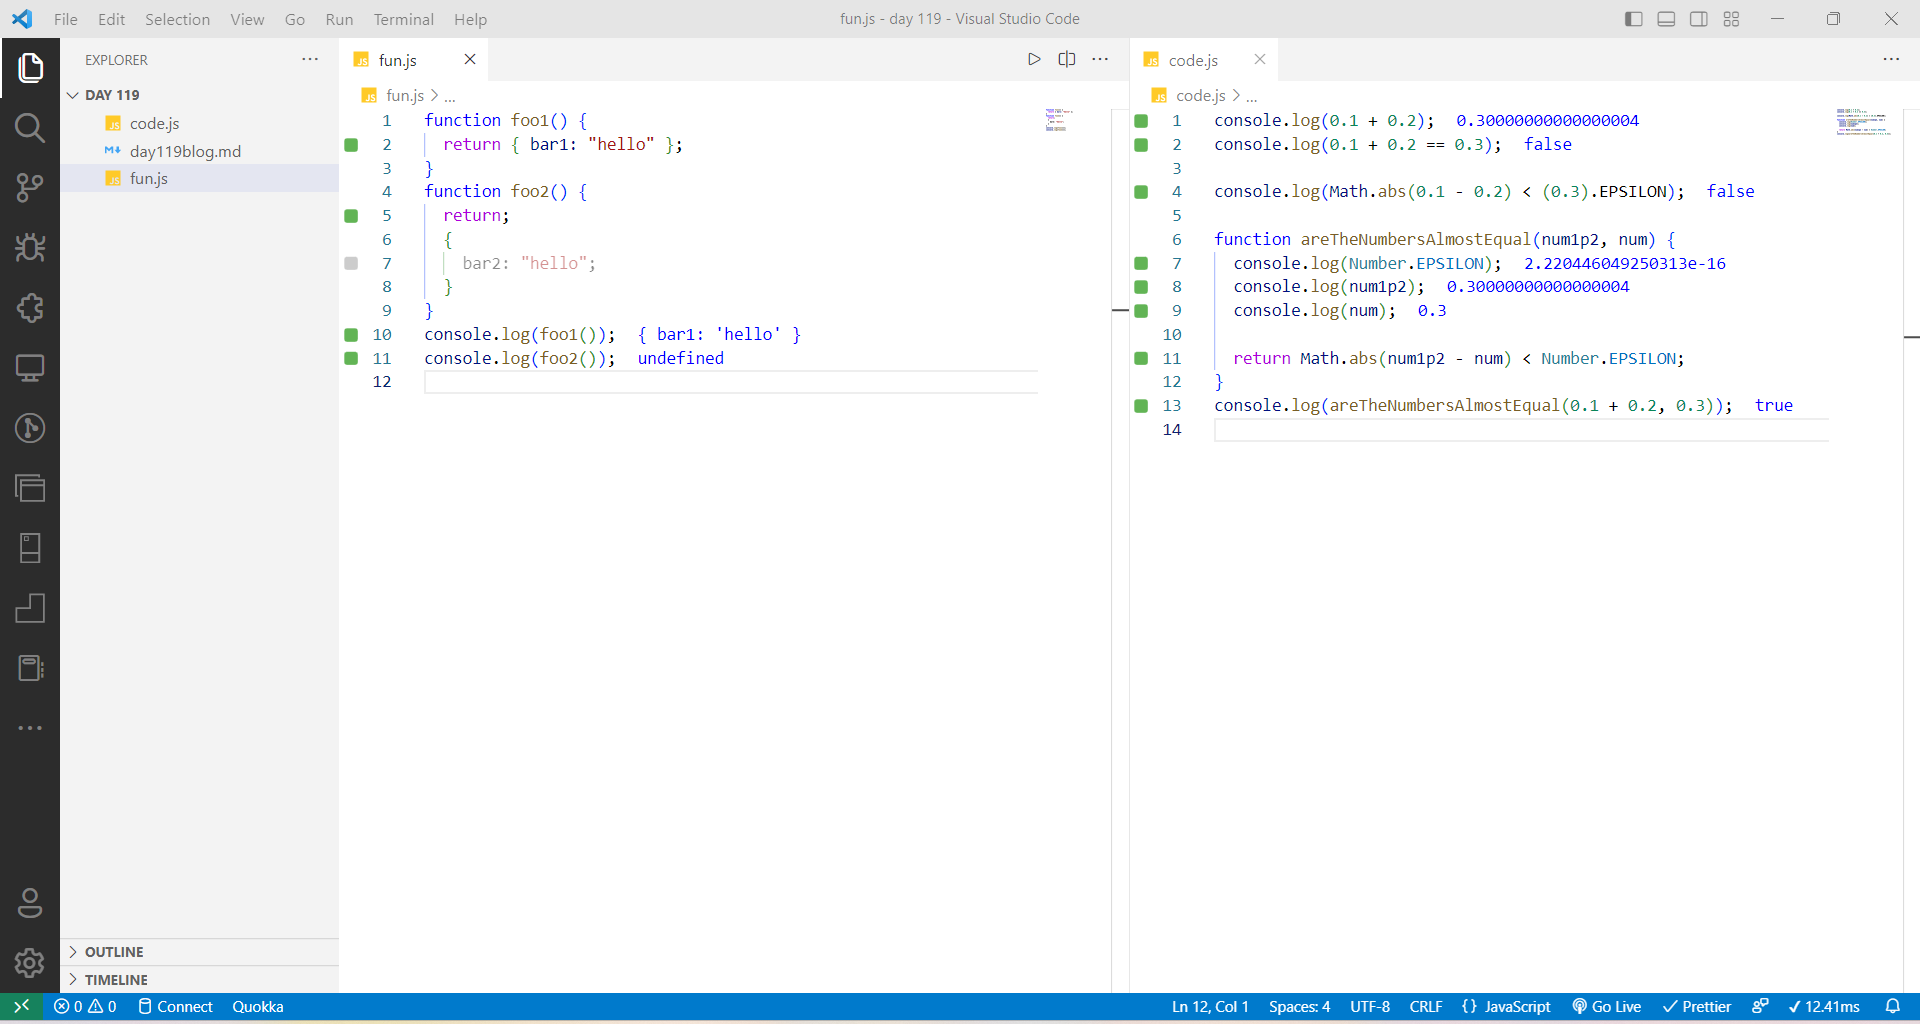 File Edit Selection View Go Run Terminal Help
fun.js - day 119 - Visual Studio Code
EXPLORER
DAY 119
code.js
day119blog.md
fun.js
OUTLINE
TIMELINE
fun.js
fun.js > ...
1 function foo1() {
2 return { bar1: "hello" };
3 }
4 function foo2() {
5 return;
6 {
7 bar2: "hello";
8 }
9 }
10 console.log(foo1()); { bar1: 'hello' }
11 console.log(foo2()); undefined
12
code.js
code.js > ...
1 console.log(0.1 + 0.2); 0.30000000000000004
2 console.log(0.1 + 0.2 == 0.3); false
3
4 console.log(Math.abs(0.1 - 0.2) < (0.3).EPSILON); false
5
6 function areTheNumbersAlmostEqual(num1p2, num) {
7 console.log(Number.EPSILON); 2.220446049250313e-16
8 console.log(num1p2); 0.30000000000000004
9 console.log(num); 0.3
10
11 return Math.abs(num1p2 - num) < Number.EPSILON;
12 }
13 console.log(areTheNumbersAlmostEqual(0.1 + 0.2, 0.3)); true
14
0 0 Connect Quokka
Ln 12, Col 1 Spaces: 4 UTF-8 CRLF {} JavaScript Go Live Prettier 12.41ms